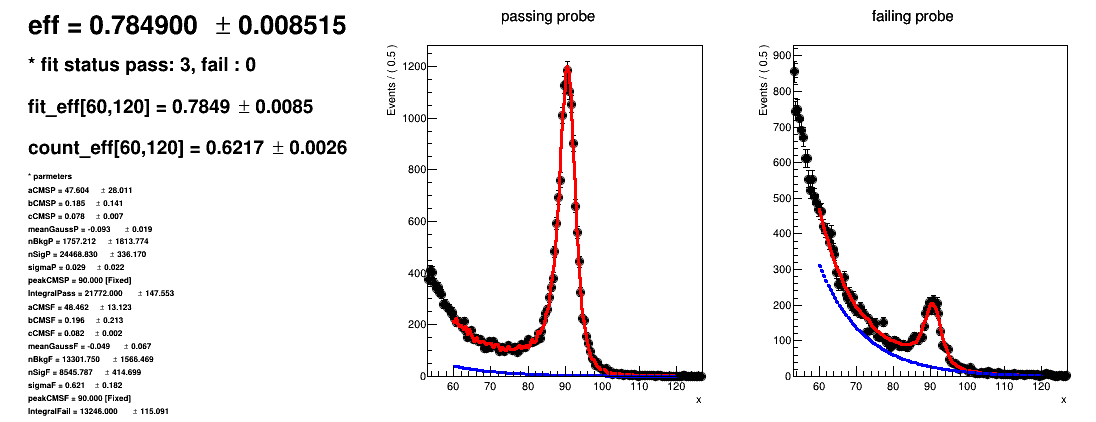 eff = 0.784900 ± 0.008515
* fit status pass: 3, fail : 0
fit_eff[60,120] = 0.7849 ± 0.0085
count_eff[60,120] = 0.6217 ± 0.0026
* parmeters
aCMSP = 47.604 ± 28.011
bCMSP = 0.185 ± 0.141
cCMSP = 0.078 ± 0.007
meanGaussP = -0.093 ± 0.019
nBkgP = 1757.212 ± 1813.774
nSigP = 24468.830 ± 336.170
sigmaP = 0.029 ± 0.022
peakCMSP = 90.000 [Fixed]
IntegralPass = 21772.000 ± 147.553
aCMSF = 48.462 ± 13.123
bCMSF = 0.196 ± 0.213
cCMSF = 0.082 ± 0.002
meanGaussF = -0.049 ± 0.067
nBkgF = 13301.750 ± 1566.469
nSigF = 8545.787 ± 414.699
sigmaF = 0.621 ± 0.182
peakCMSF = 90.000 [Fixed]
IntegralFail = 13246.000 ± 115.091
passing probe
Events / ( 0.5 )
1200
1000
800
600
400
200
0
60 70 80 90 100 110 120
x
failing probe
Events / ( 0.5 )
900
800
700
600
500
400
300
200
100
0
60 70 80 90 100 110 120
x